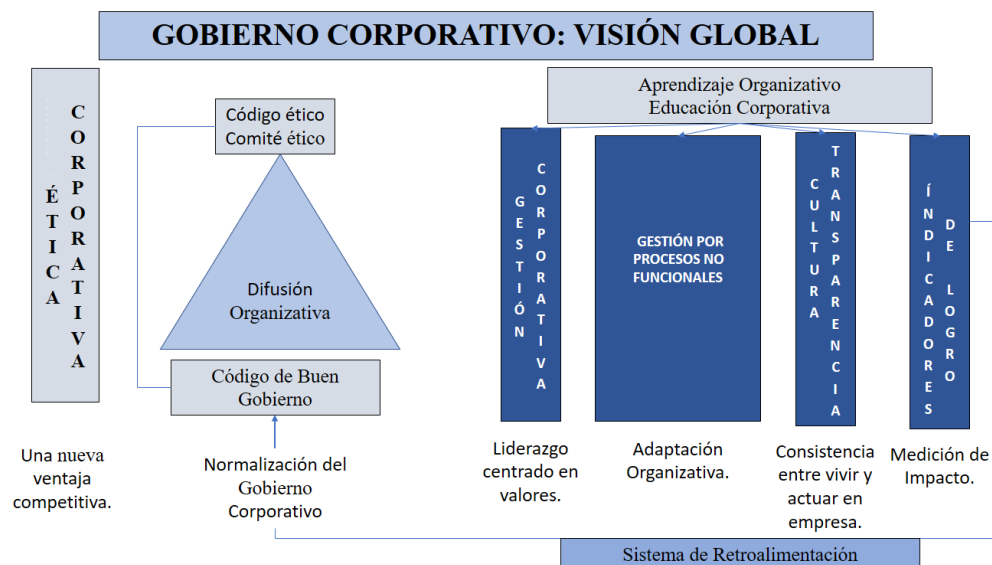 GOBIERNO CORPORATIVO: VISIÓN GLOBAL
ÉTICA
CORPORATIVA
Una nueva
ventaja
competitiva.
Código ético
Comité ético
Difusión
Organizativa
Código de Buen
Gobierno
Normalización del
Gobierno
Corporativo
Aprendizaje Organizativo
Educación Corporativa
GESTIÓN
CORPORATIVA
Liderazgo
centrado en
valores.
GESTIÓN POR
PROCESOS NO
FUNCIONALES
Adaptación
Organizativa.
CULTURA
TRANSPARENCIA
Consistencia
entre vivir y
actuar en
empresa.
ÍNDICADORES
DE LOGRO
Medición de
Impacto.
Sistema de Retroalimentación